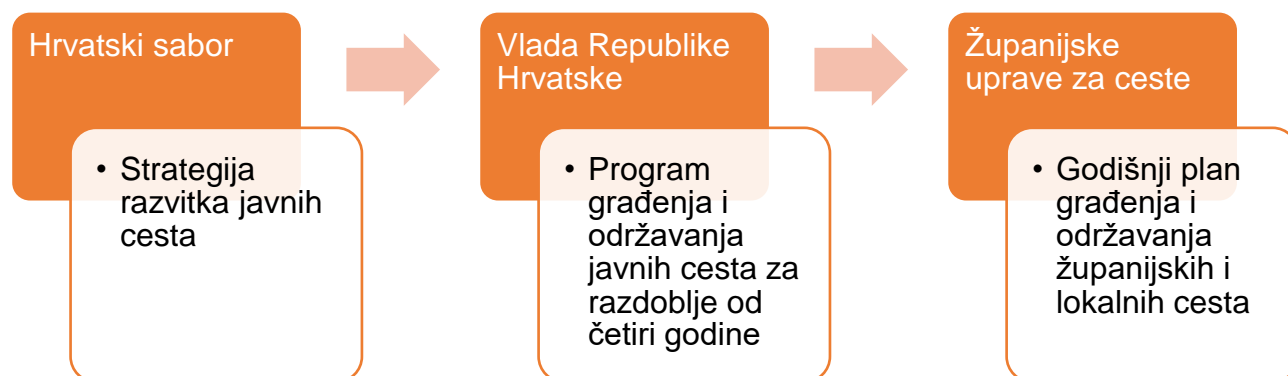 Hrvatski sabor
• Strategija
razvitka javnih
cesta
Vlada Republike
Hrvatske
• Program
građenja i
održavanja
javnih cesta za
razdoblje od
četiri godine
Županijske
uprave za ceste
• Godišnji plan
građenja i
održavanja
županijskih i
lokalnih cesta